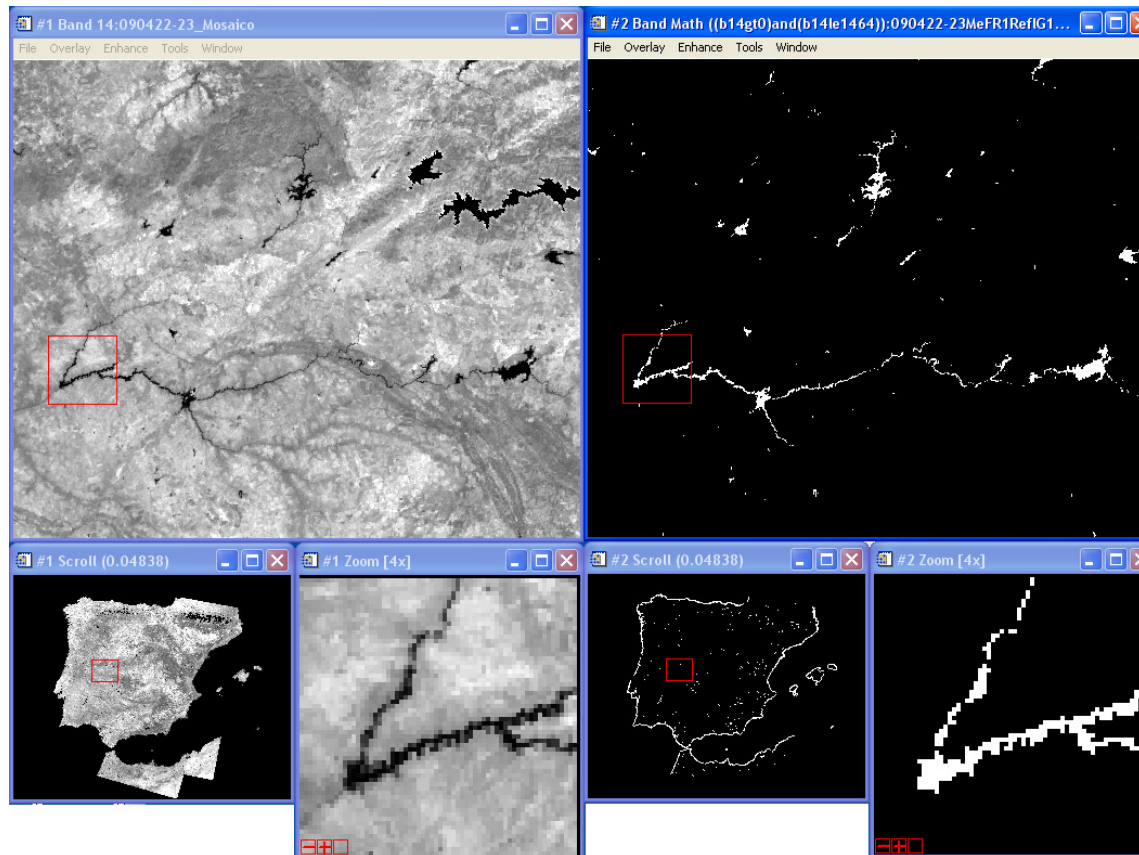 #1 Band 14:090422-23_Mosaico
File Overlay Enhance Tools Window
#2 Band Math ((b14gt0)and(b14le1464)):090422-23MeFR1ReflG1...
File Overlay Enhance Tools Window
#1 Scroll (0.04838)
#1 Zoom [4x]
#2 Scroll (0.04838)
#2 Zoom [4x]